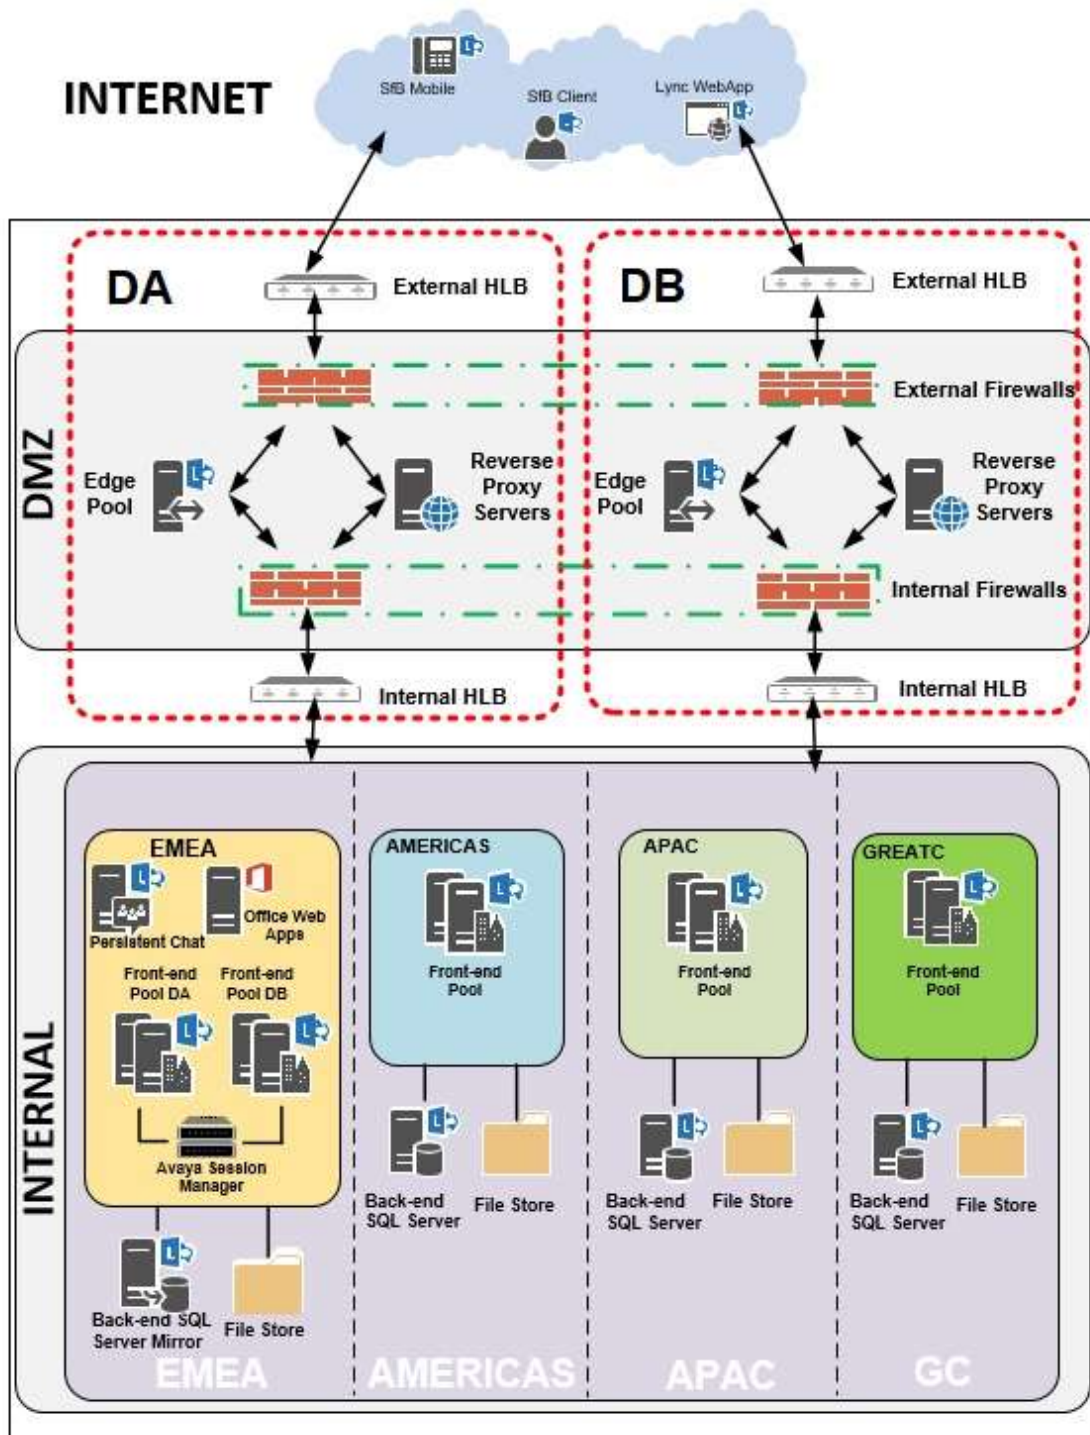 INTERNET
SfB Mobile
SfB Client
Lync WebApp
DA
External HLB
DB
External HLB
DMZ
External Firewalls
Edge
Pool
Reverse
Proxy
Servers
Edge
Pool
Reverse
Proxy
Servers
Internal Firewalls
Internal HLB
Internal HLB
INTERNAL
EMEA
Persistent Chat
Office Web
Apps
Front-end
Pool DA
Front-end
Pool DB
Avaya Session
Manager
Back-end SQL
Server Mirror
File Store
EMEA
AMERICAS
Front-end
Pool
Back-end
SQL Server
File Store
AMERICAS
APAC
Front-end
Pool
Back-end
SQL Server
File Store
APAC
GREATC
Front-end
Pool
Back-end
SQL Server
File Store
GC